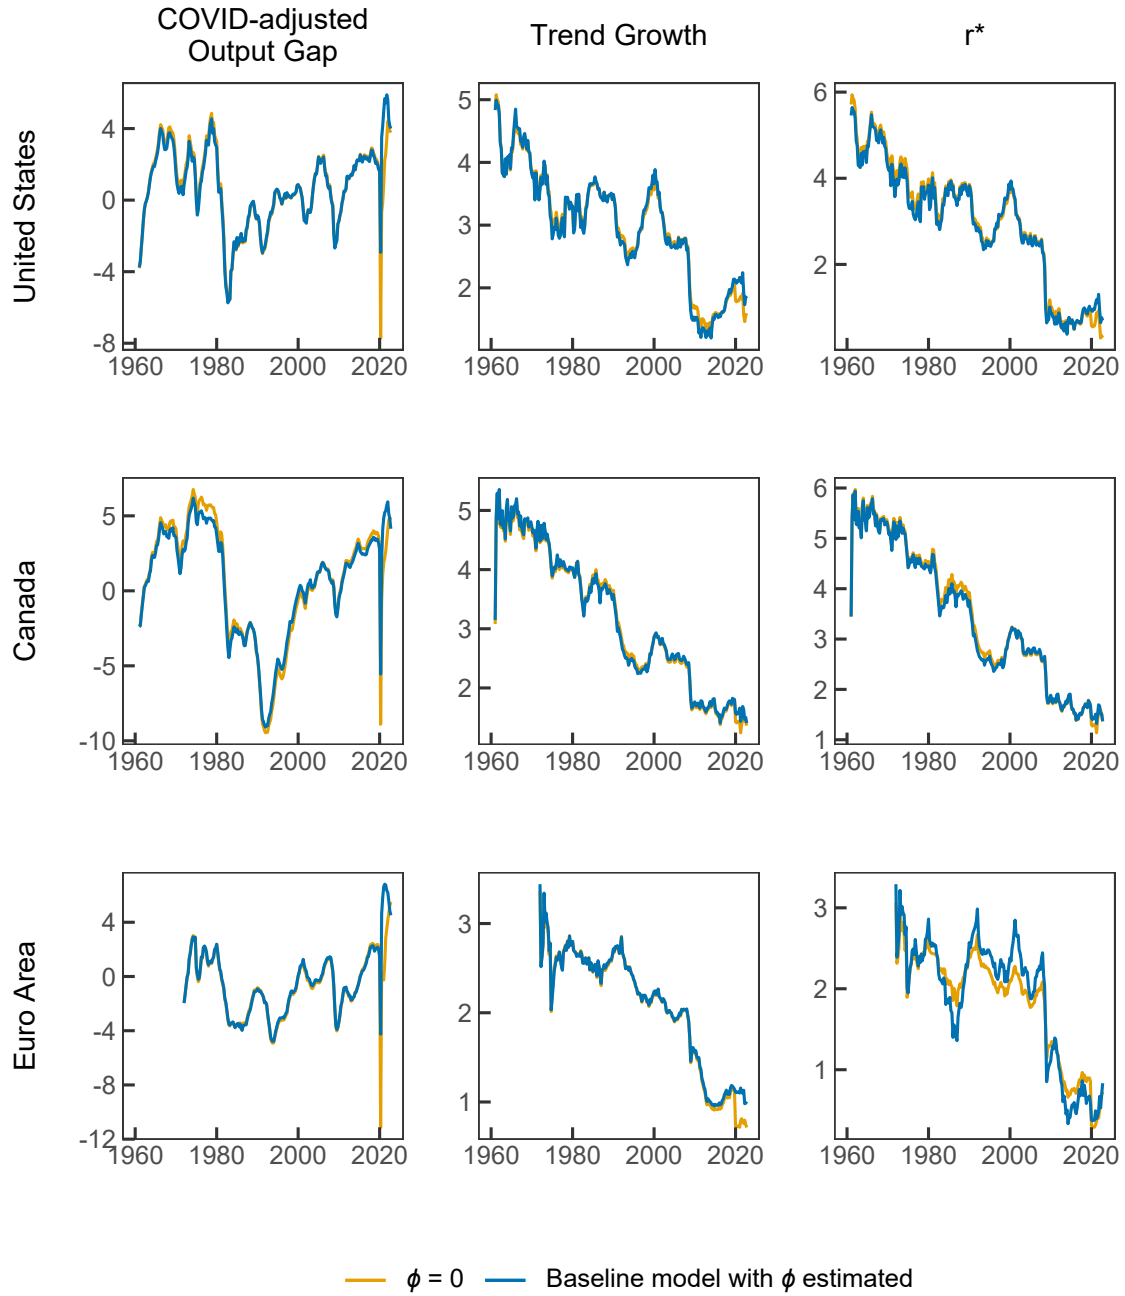 COVID-adjusted
Output Gap
Trend Growth
r*
United States
4
0
-4
-8
1960 1980 2000 2020
5
4
3
2
1960 1980 2000 2020
6
4
2
1960 1980 2000 2020
Canada
5
0
-5
-10
1960 1980 2000 2020
5
4
3
2
1960 1980 2000 2020
6
5
4
3
2
1
1960 1980 2000 2020
Euro Area
4
0
-4
-8
-12
1960 1980 2000 2020
3
2
1
1960 1980 2000 2020
3
2
1
1960 1980 2000 2020
ϕ = 0 Baseline model with ϕ estimated